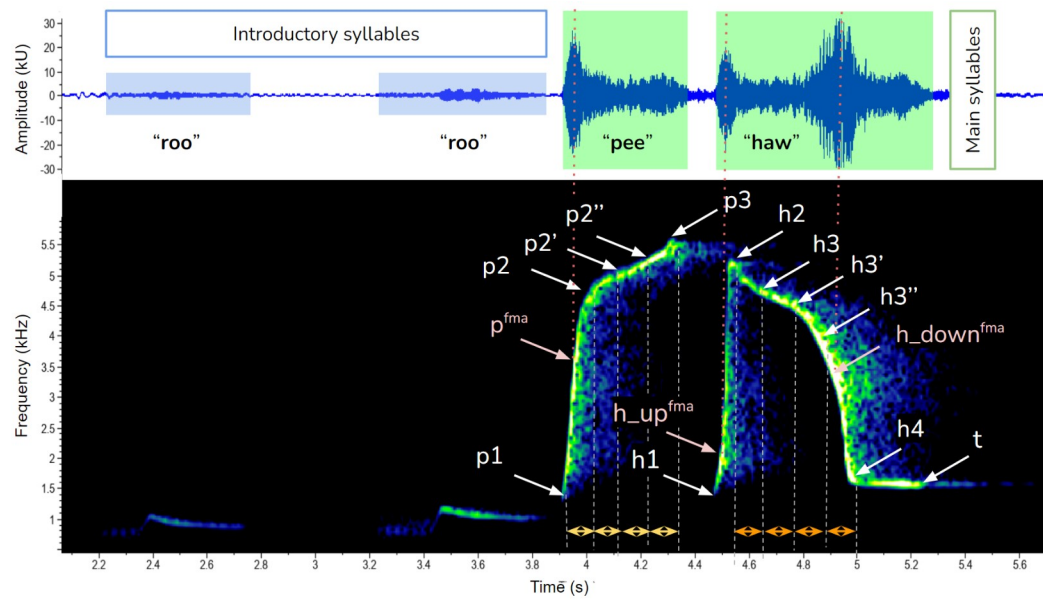 Introductory syllables
Main syllables
Amplitude (kU)
30
20
10
0
-10
-20
-30
“roo”
“roo”
“pee”
“haw”
Frequency (kHz)
5.5
5
4.5
4
3.5
3
2.5
2
1.5
1
p1
p^fma
p2
p2’
p2’’
p3
h1
h_up^fma
h2
h3
h3’
h3’’
h_down^fma
h4
t
2.2 2.4 2.6 2.8 3 3.2 3.4 3.6 3.8 4 4.2 4.4 4.6 4.8 5 5.2 5.4 5.6
Time (s)